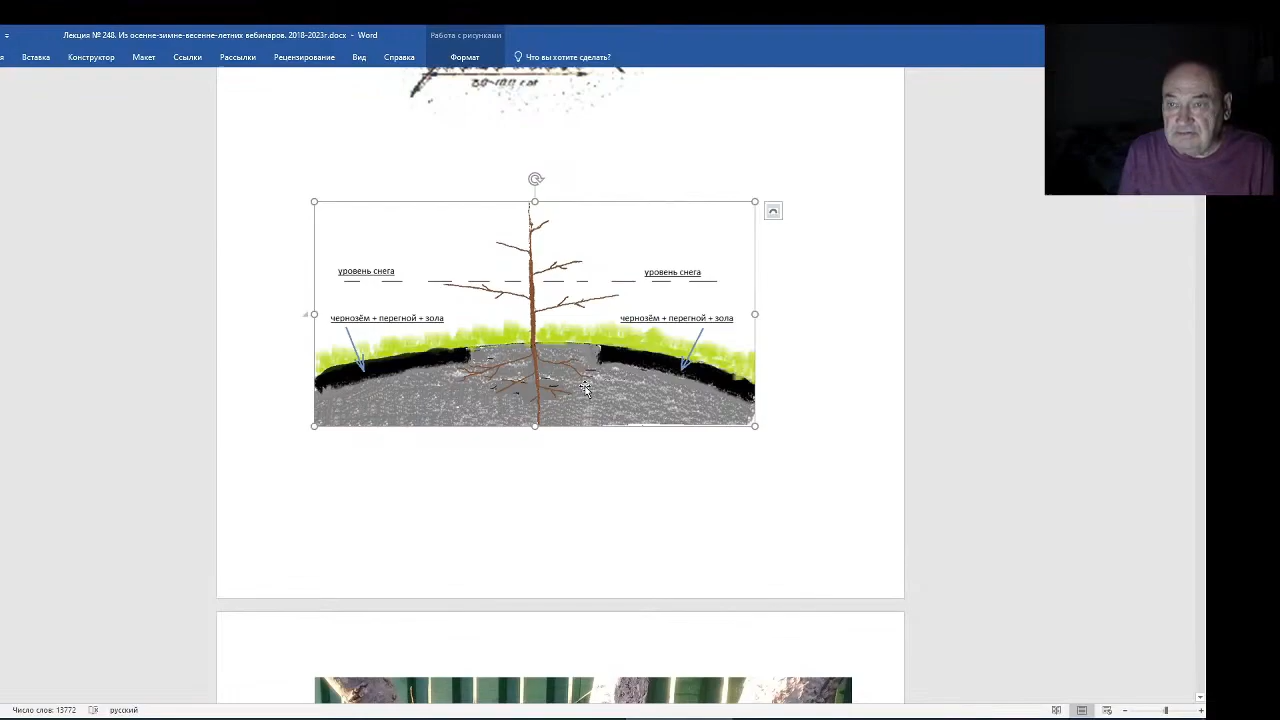 Лекция № 248. Из осенне-зимне-весенне-летних вебинаров. 2018-2023г.docx - Word
Работа с рисунками
Вставка Конструктор Макет Ссылки Рассылки Рецензирование Вид Справка Формат Что вы хотите сделать?
уровень снега уровень снега
чернозём + перегной + зола чернозём + перегной + зола
Число слов: 13772 русский